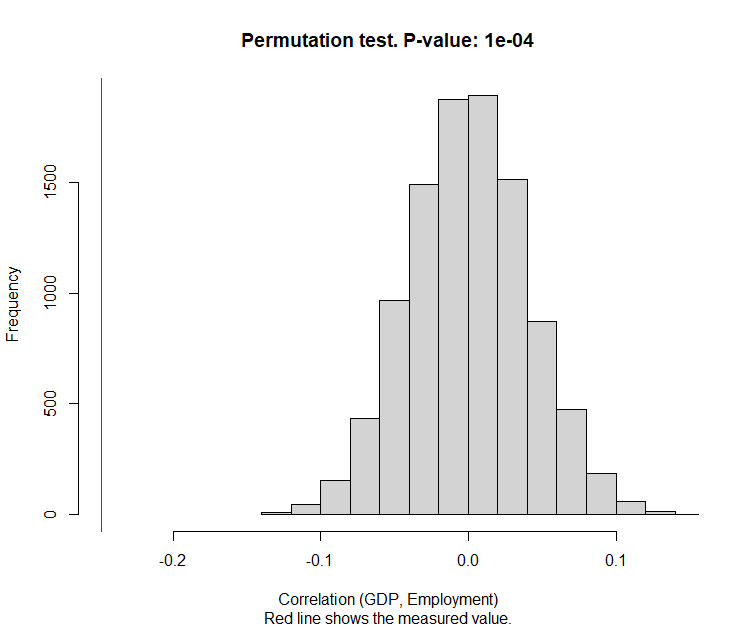 Permutation test. P-value: 1e-04
Frequency
1500
1000
500
0
-0.2
-0.1
0.0
0.1
Correlation (GDP, Employment)
Red line shows the measured value.